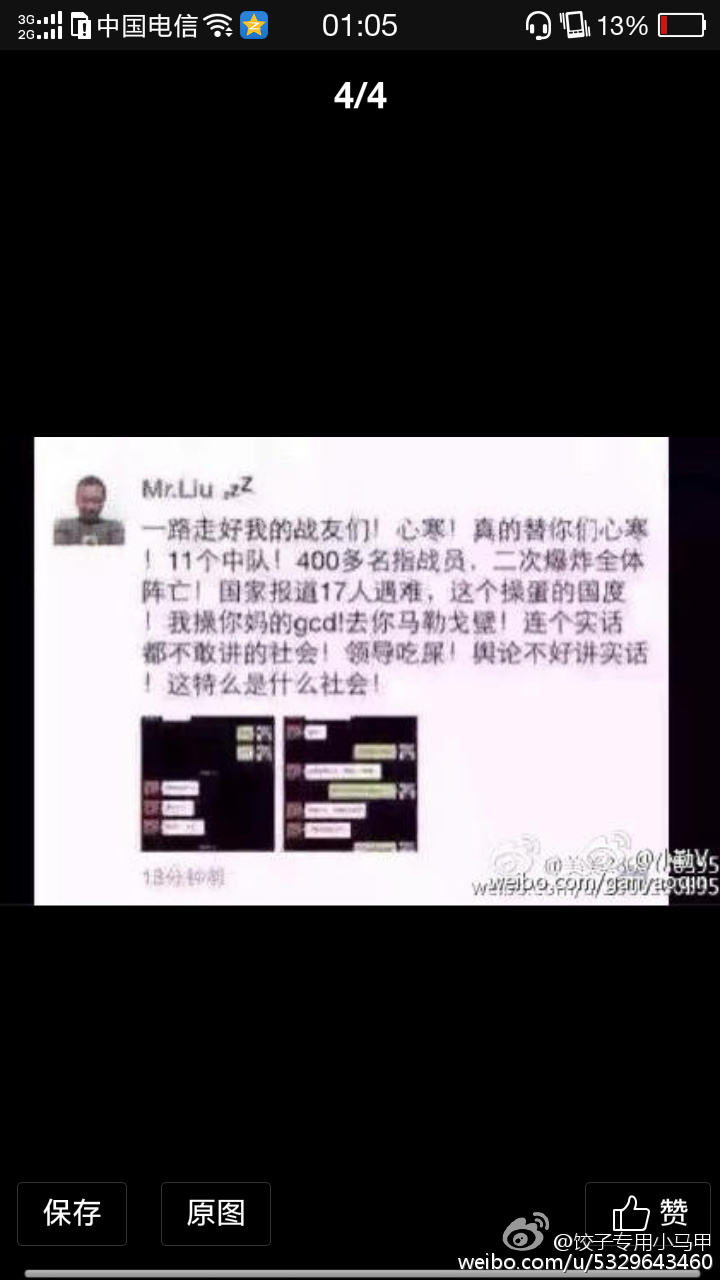 3G
2G
中国电信
01:05
13%
4/4
Mr.Liu zzZ
一路走好我的战友们！心寒！真的替你们心寒
！11个中队！400多名指战员，二次爆炸全体
阵亡！国家报道17人遇难，这个操蛋的国度
！我操你妈的gcd!去你马勒戈壁！连个实话
都不敢讲的社会！领导吃屎！舆论不好讲实话
！这特么是什么社会！
18分钟前
保存
原图
赞
@饺子专用小马甲
weibo.com/u/5329643460